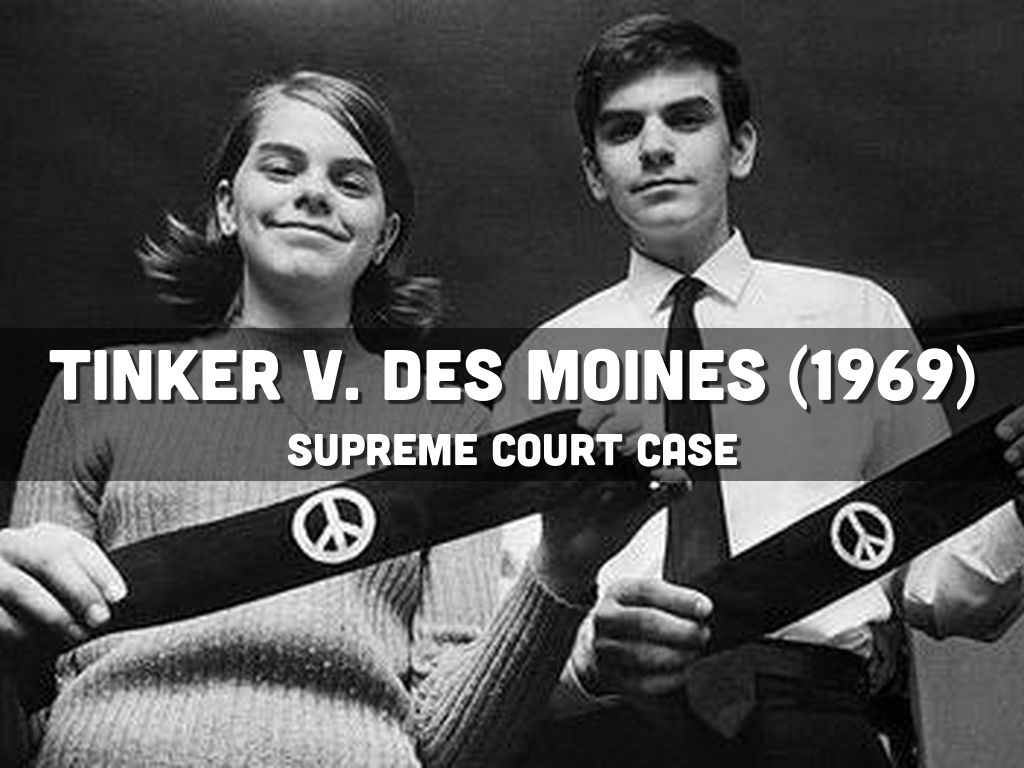 TINKER V. DES MOINES (1969)
SUPREME COURT CASE